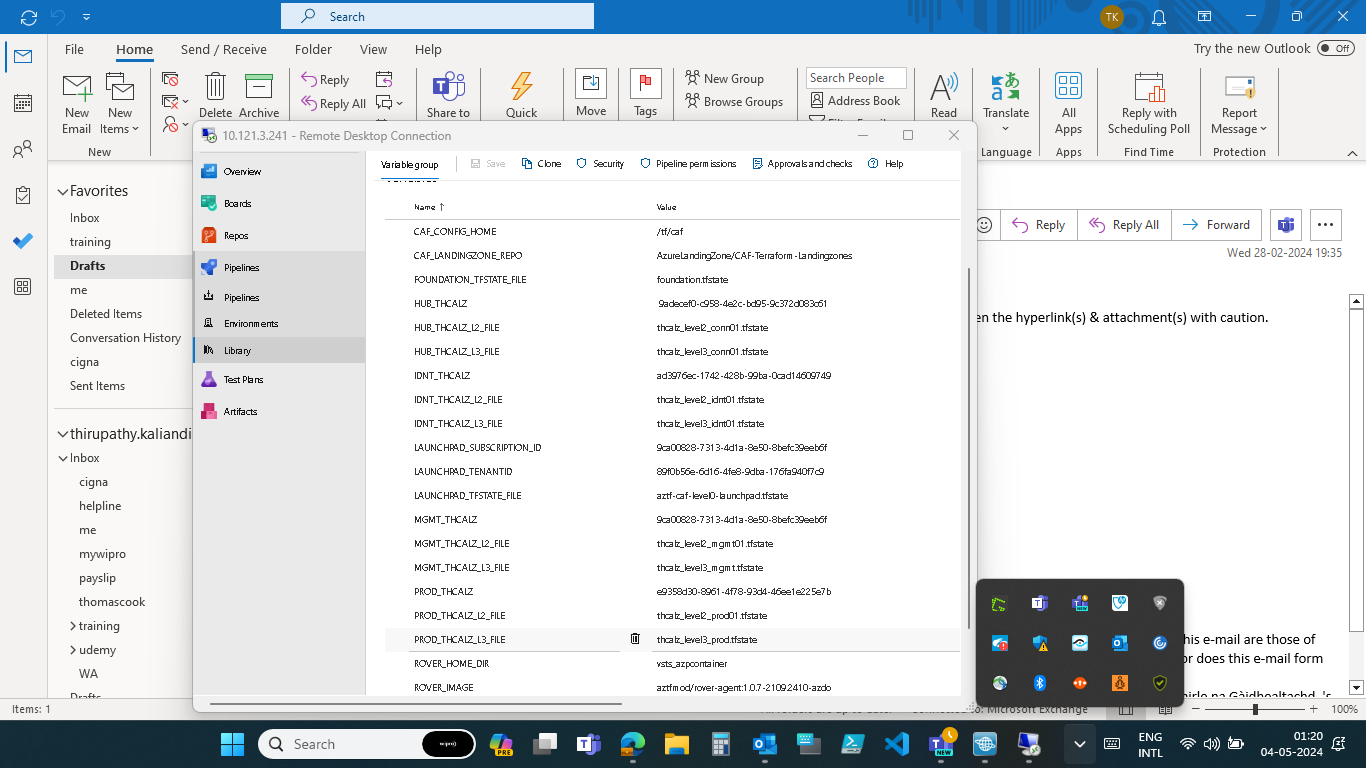 Search
TK
File Home Send / Receive Folder View Help
Try the new Outlook Off
New Email
New Items
Delete
Archive
Reply
Reply All
Share to
Quick
Move
Tags
New Group
Browse Groups
Search People
Address Book
Read
Translate
All Apps
Reply with Scheduling Poll
Report Message
New
Language
Apps
Find Time
Protection
10.121.3.241 - Remote Desktop Connection
Favorites
Inbox
training
Drafts
me
Deleted Items
Conversation History
cigna
Sent Items
thirupathy.kaliandi
Inbox
cigna
helpline
me
mywipro
payslip
thomascook
training
udemy
WA
Drafts
Overview
Boards
Repos
Pipelines
Pipelines
Environments
Library
Test Plans
Artifacts
Variable group Save Clone Security Pipeline permissions Approvals and checks Help
Name ↑ Value
CAF_CONFIG_HOME /tf/caf
CAF_LANDINGZONE_REPO AzureLandingZone/CAF-Terraform-Landingzones
FOUNDATION_TFSTATE_FILE foundation.tfstate
HUB_THCALZ 9adecef0-c958-4e2c-bd95-9c372d083c61
HUB_THCALZ_L2_FILE thcalz_level2_conn01.tfstate
HUB_THCALZ_L3_FILE thcalz_level3_conn01.tfstate
IDNT_THCALZ ad3976ec-1742-428b-99ba-0cad14609749
IDNT_THCALZ_L2_FILE thcalz_level2_idnt01.tfstate
IDNT_THCALZ_L3_FILE thcalz_level3_idnt01.tfstate
LAUNCHPAD_SUBSCRIPTION_ID 9ca00828-7313-4d1a-8e50-8befc39eeb6f
LAUNCHPAD_TENANTID 89f0b56e-6d16-4fe8-9dba-176fa940f7c9
LAUNCHPAD_TFSTATE_FILE aztf-caf-level0-launchpad.tfstate
MGMT_THCALZ 9ca00828-7313-4d1a-8e50-8befc39eeb6f
MGMT_THCALZ_L2_FILE thcalz_level2_mgmt01.tfstate
MGMT_THCALZ_L3_FILE thcalz_level3_mgmt.tfstate
PROD_THCALZ e9358d30-8961-4f78-93d4-46ee1e225e7b
PROD_THCALZ_L2_FILE thcalz_level2_prod01.tfstate
PROD_THCALZ_L3_FILE thcalz_level3_prod.tfstate
ROVER_HOME_DIR vsts_azpcontainer
ROVER_IMAGE aztfmod/rover-agent:1.0.7-2109.2410-azdo
Reply Reply All Forward
Wed 28-02-2024 19:35
en the hyperlink(s) & attachment(s) with caution.
his e-mail are those of
or does this e-mail form
na Gàidhealtachd, 's
Items: 1
Connected to: Microsoft Exchange
100%
Search
wipro
PRE
NEW
ENG
INTL
01:20
04-05-2024